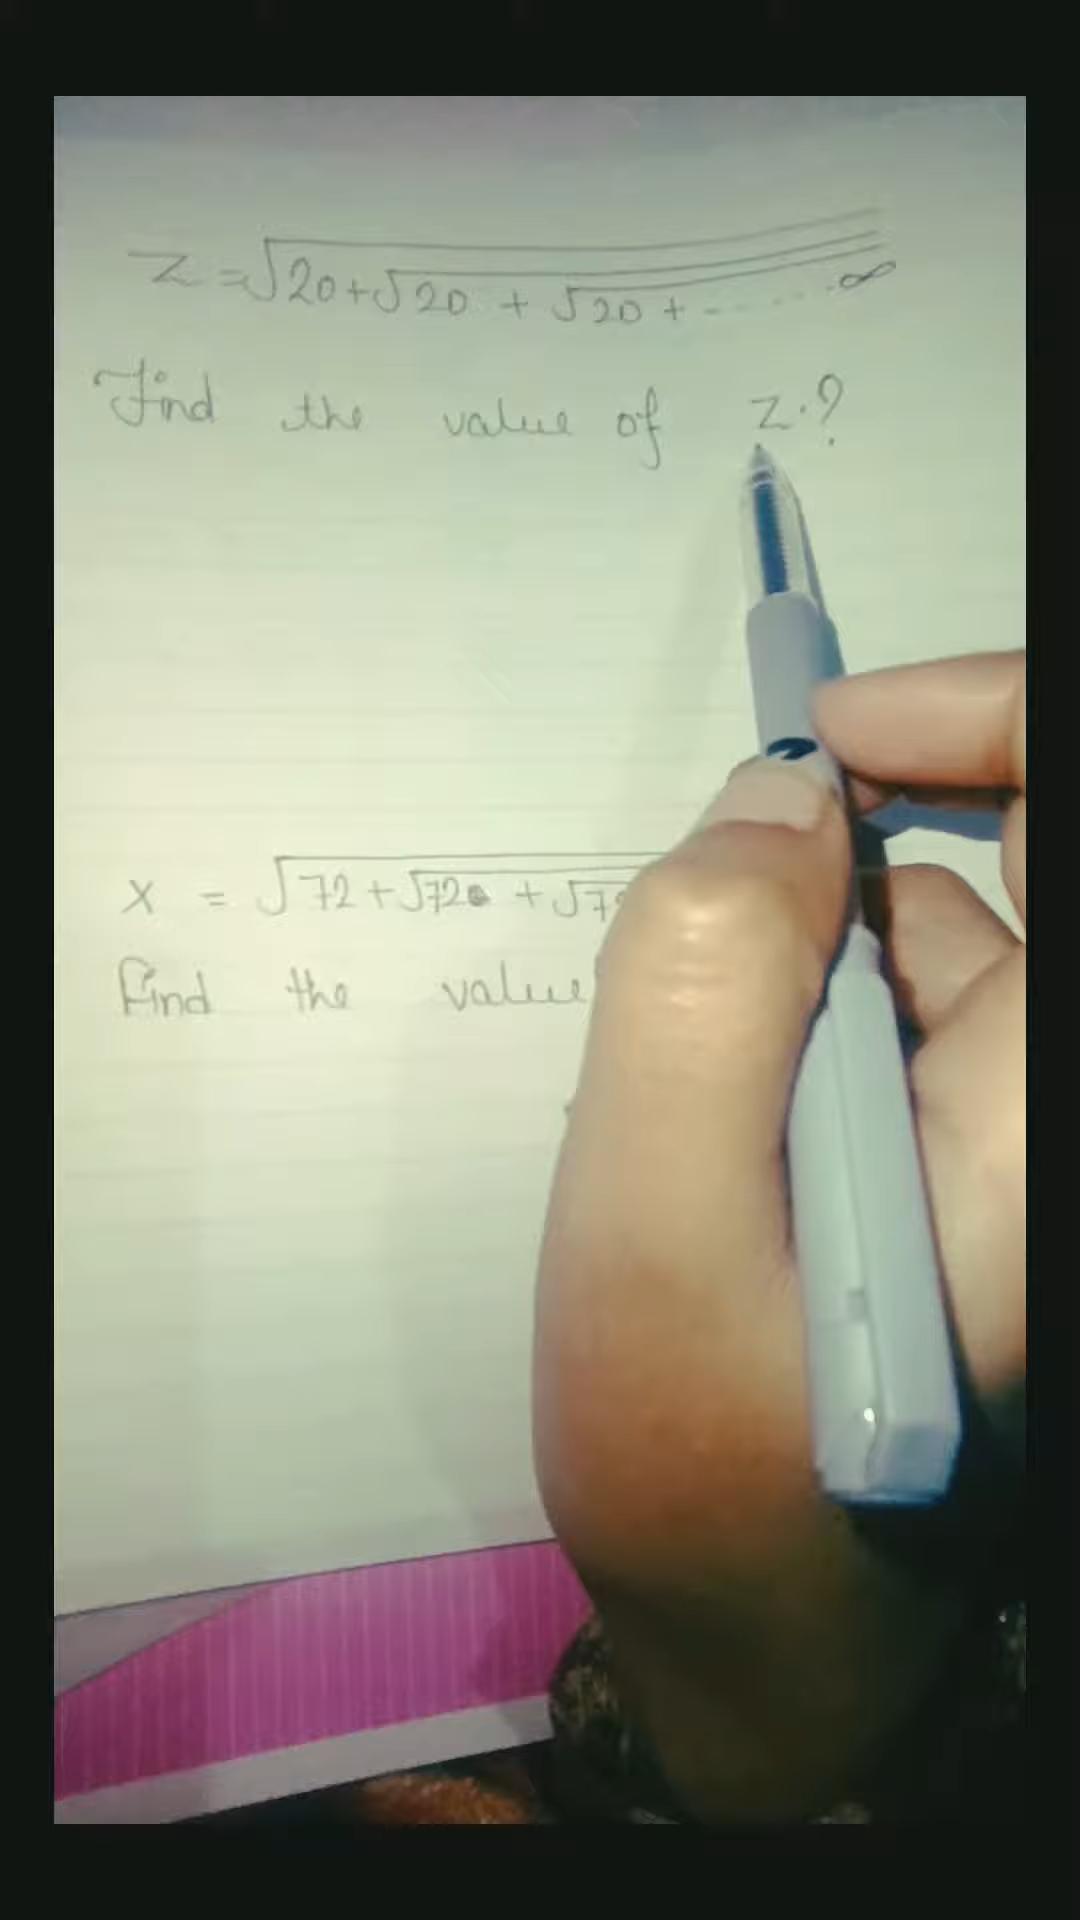 Z = √20+√20 + √20 + ------∞
Find the value of Z.?
X = √72 + √72 + √7
Find the value